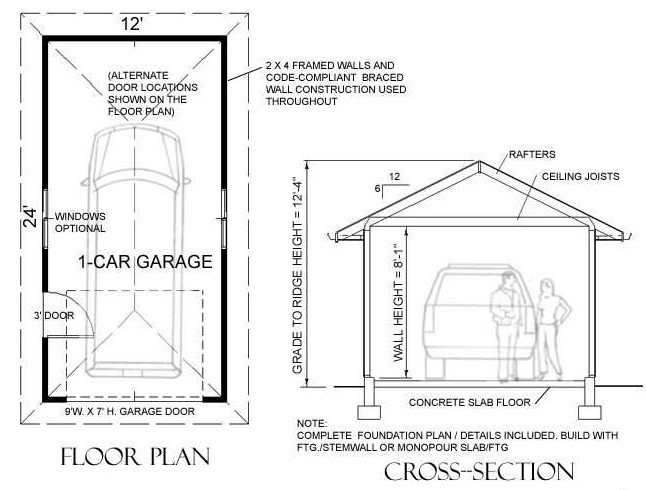 12'
(ALTERNATE
DOOR LOCATIONS
SHOWN ON THE
FLOOR PLAN)
2 X 4 FRAMED WALLS AND
CODE-COMPLIANT BRACED
WALL CONSTRUCTION USED
THROUGHOUT
24'
WINDOWS
OPTIONAL
1-CAR GARAGE
3' DOOR
9'W. X 7' H. GARAGE DOOR
FLOOR PLAN
RAFTERS
CEILING JOISTS
12
6
GRADE TO RIDGE HEIGHT = 12'-4"
WALL HEIGHT = 8'-1"
CONCRETE SLAB FLOOR
NOTE:
COMPLETE FOUNDATION PLAN / DETAILS INCLUDED. BUILD WITH
FTG./STEMWALL OR MONOPOUR SLAB/FTG
CROSS--SECTION